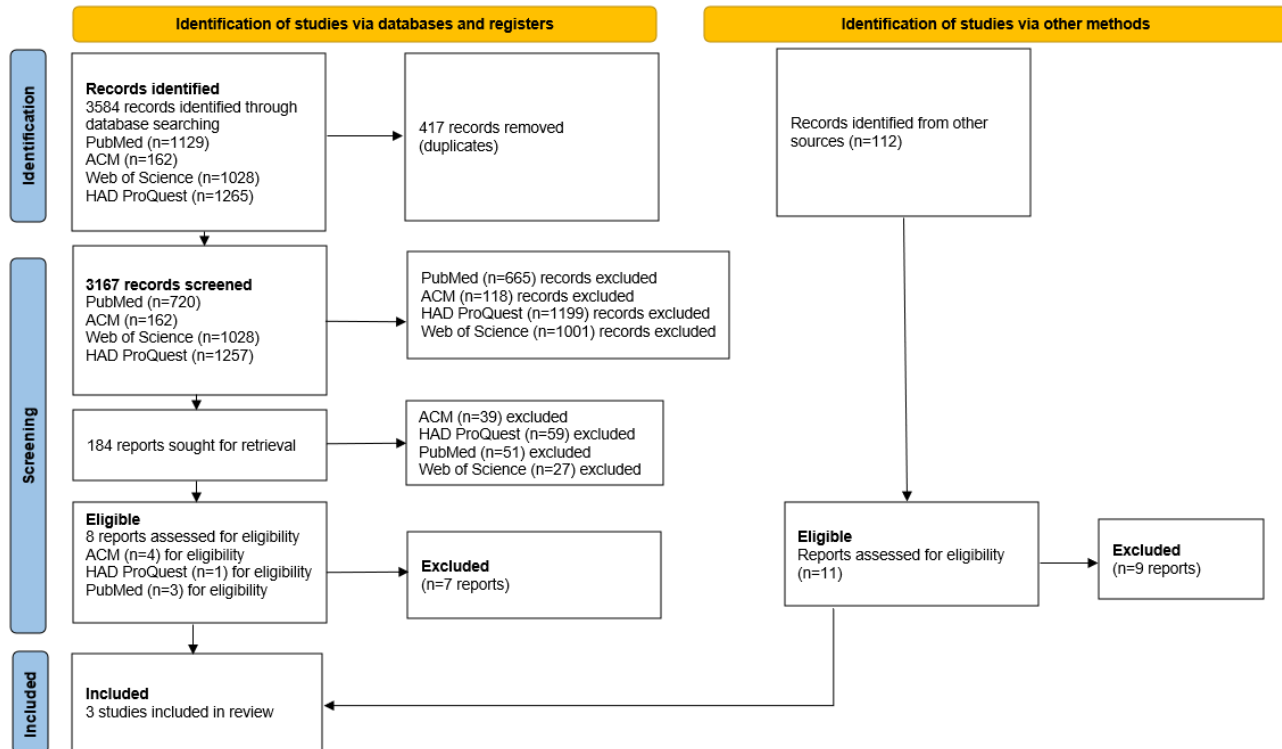 Identification of studies via databases and registers
Identification of studies via other methods
Identification
Records identified
3584 records identified through
database searching
PubMed (n=1129)
ACM (n=162)
Web of Science (n=1028)
HAD ProQuest (n=1265)
417 records removed
(duplicates)
Records identified from other
sources (n=112)
Screening
3167 records screened
PubMed (n=720)
ACM (n=162)
Web of Science (n=1028)
HAD ProQuest (n=1257)
PubMed (n=665) records excluded
ACM (n=118) records excluded
HAD ProQuest (n=1199) records excluded
Web of Science (n=1001) records excluded
184 reports sought for retrieval
ACM (n=39) excluded
HAD ProQuest (n=59) excluded
PubMed (n=51) excluded
Web of Science (n=27) excluded
Eligible
8 reports assessed for eligibility
ACM (n=4) for eligibility
HAD ProQuest (n=1) for eligibility
PubMed (n=3) for eligibility
Excluded
(n=7 reports)
Eligible
Reports assessed for eligibility
(n=11)
Excluded
(n=9 reports)
Included
Included
3 studies included in review